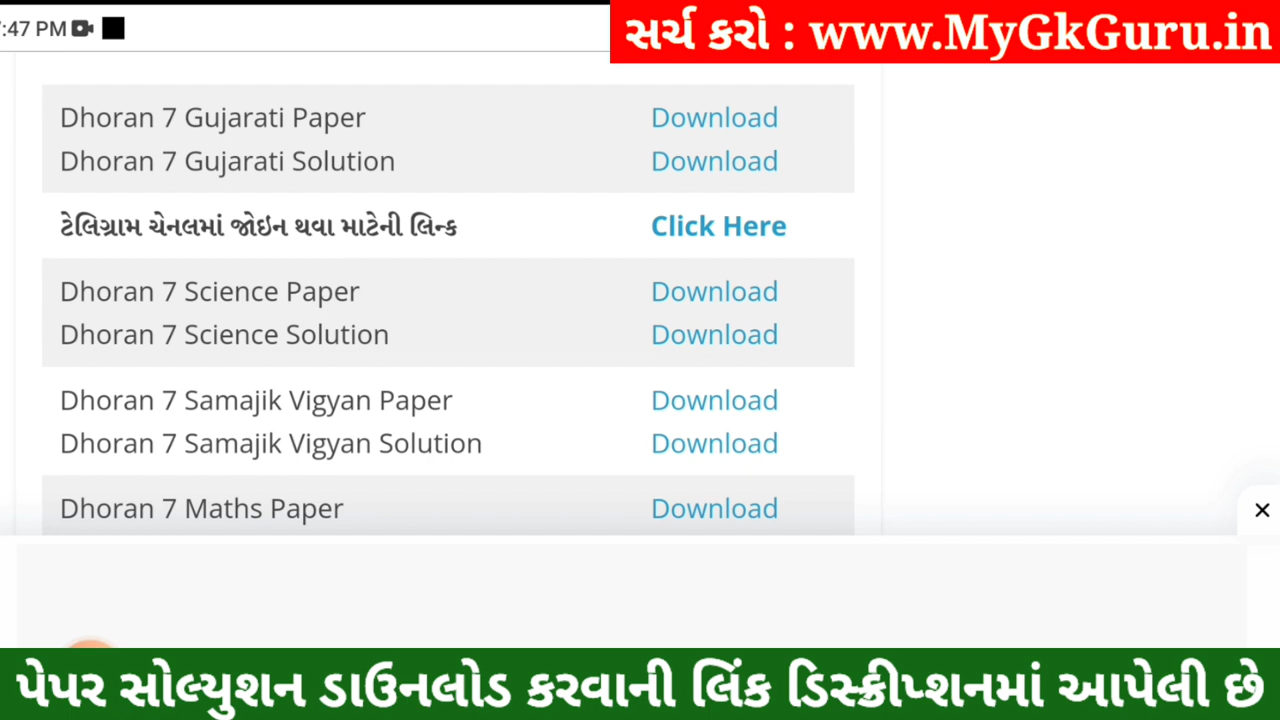 :47 PM
સર્ચ કરો : www.MyGkGuru.in
Dhoran 7 Gujarati Paper Download
Dhoran 7 Gujarati Solution Download
ટેલિગ્રામ ચેનલમાં જોઇન થવા માટેની લિન્ક Click Here
Dhoran 7 Science Paper Download
Dhoran 7 Science Solution Download
Dhoran 7 Samajik Vigyan Paper Download
Dhoran 7 Samajik Vigyan Solution Download
Dhoran 7 Maths Paper Download
પેપર સોલ્યુશન ડાઉનલોડ કરવાની લિંક ડિસ્ક્રીપ્શનમાં આપેલી છે